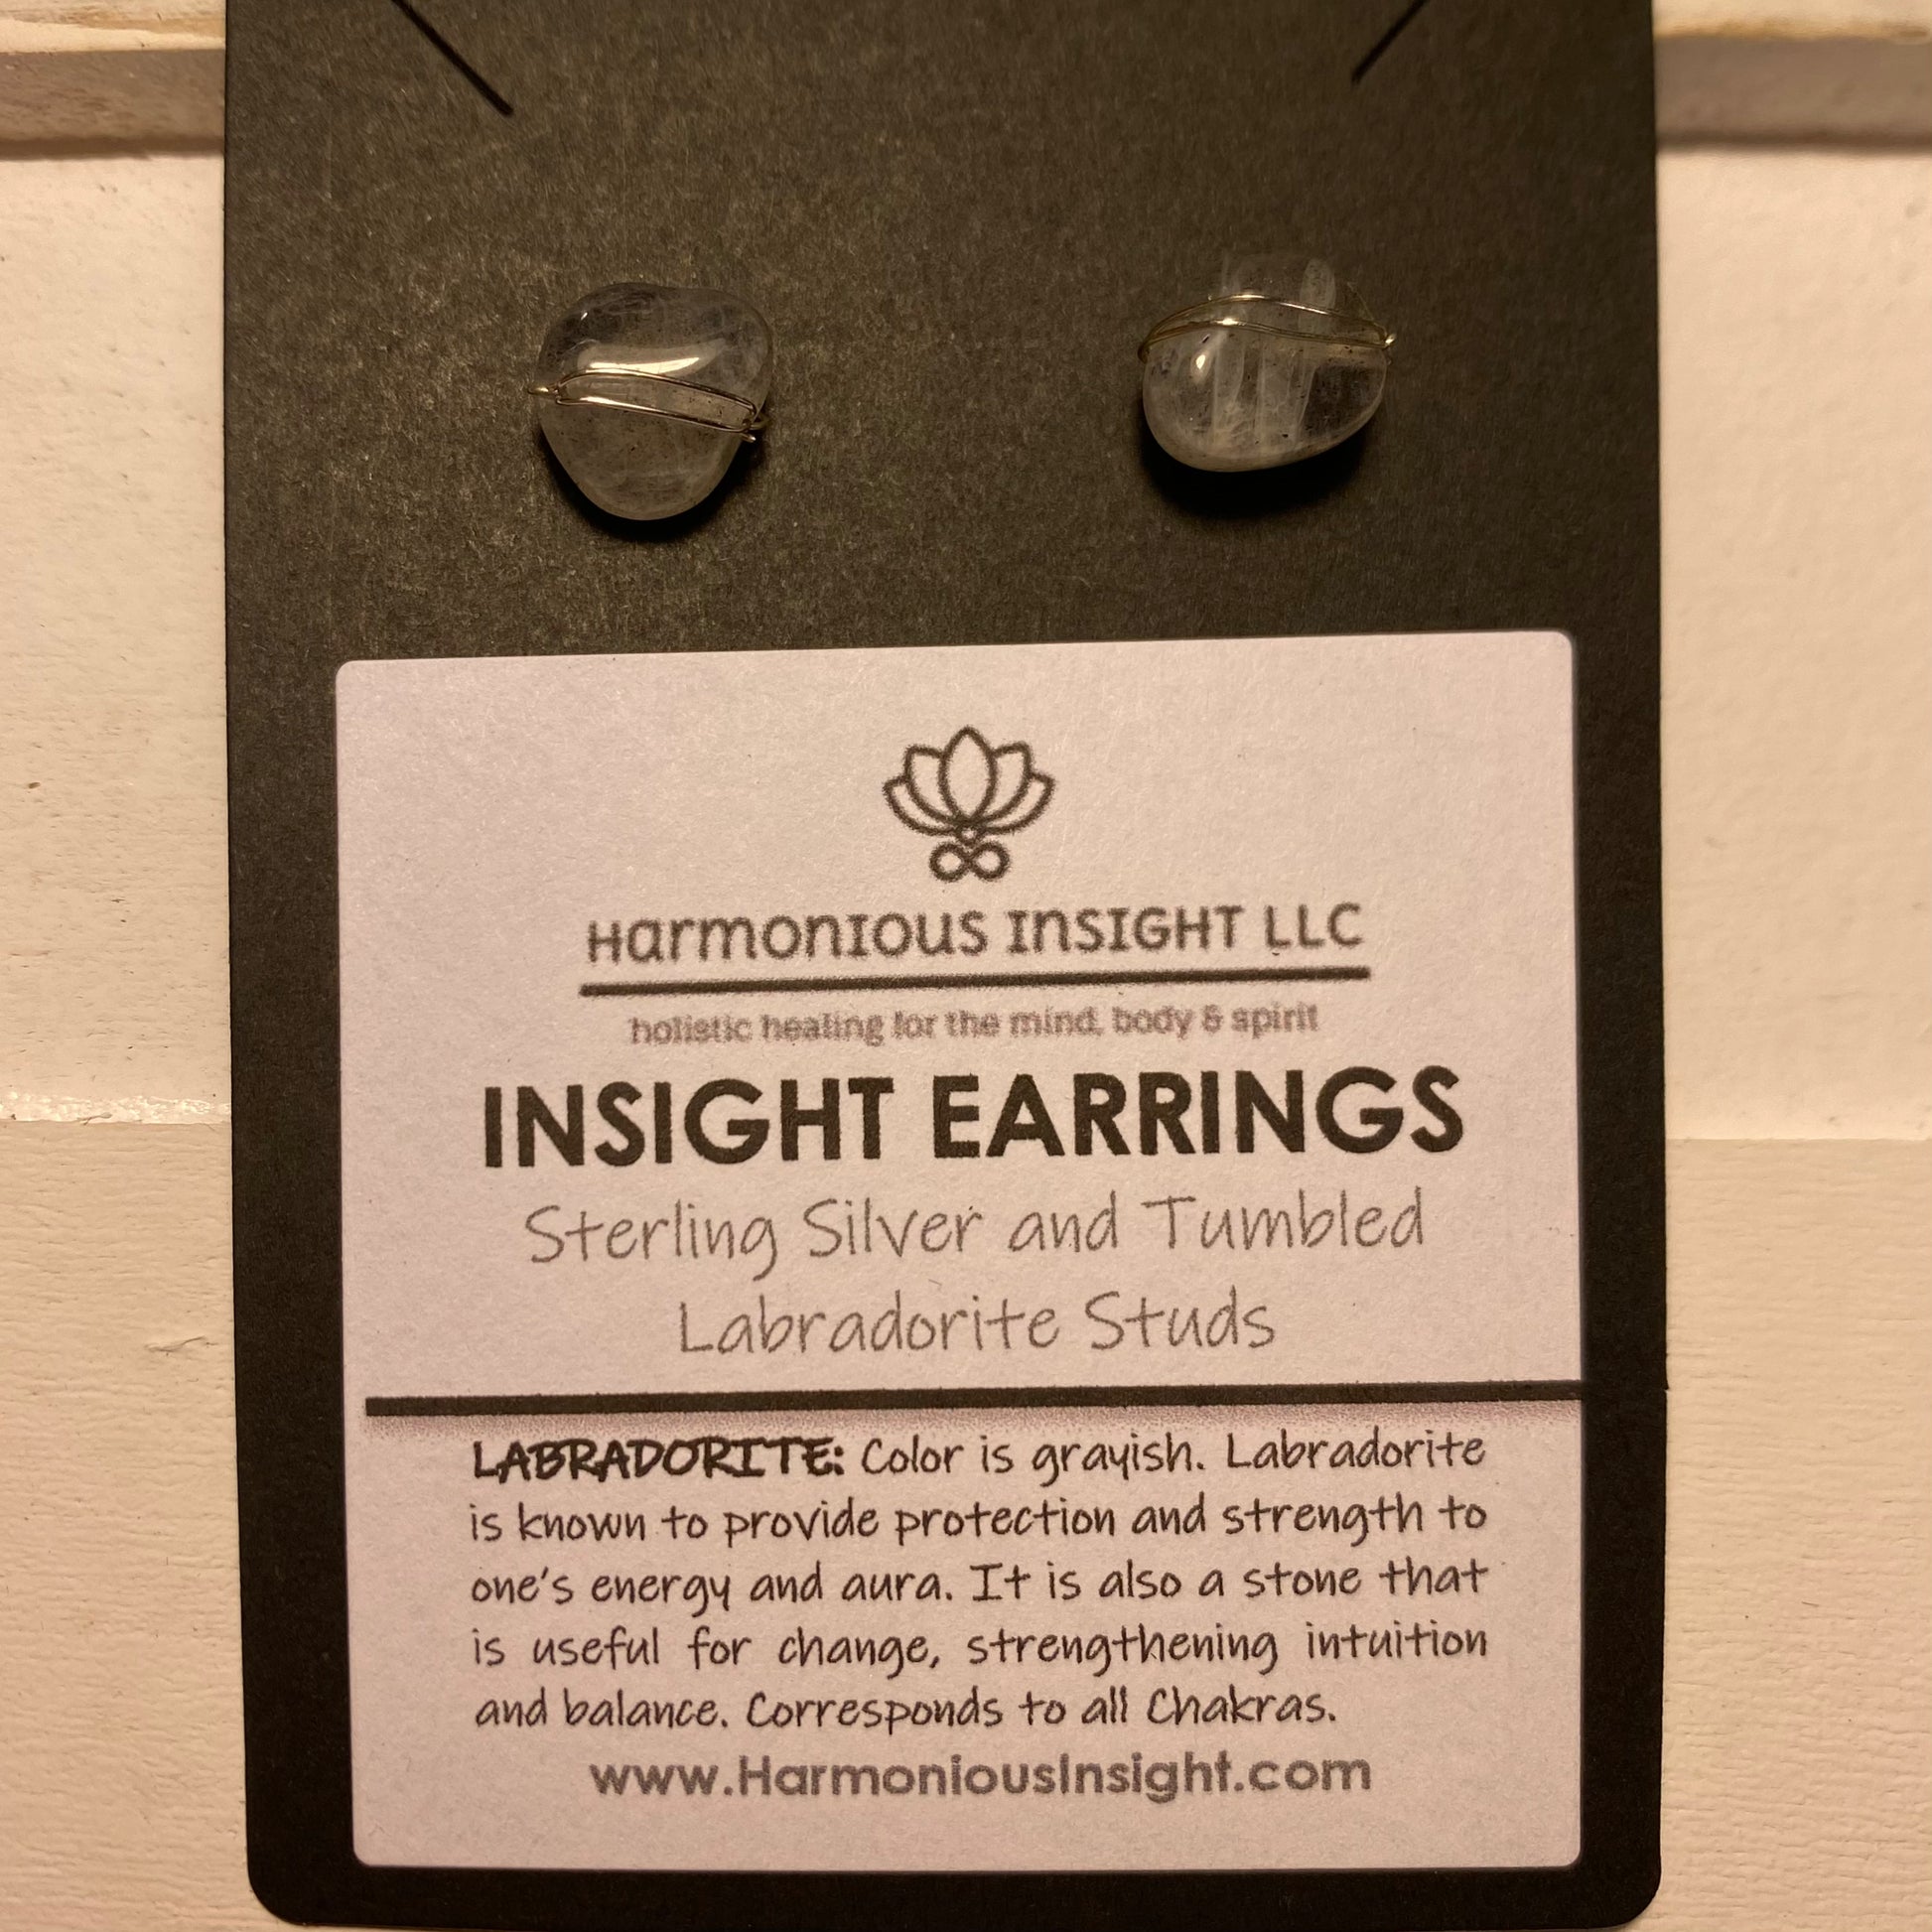 Harmonious Insight LLC
holistic healing for the mind, body & spirit
INSIGHT EARRINGS
Sterling Silver and Tumbled
Labradorite Studs
LABRADORITE: Color is grayish. Labradorite
is known to provide protection and strength to
one's energy and aura. It is also a stone that
is useful for change, strengthening intuition
and balance. Corresponds to all Chakras.
www.HarmoniousInsight.com